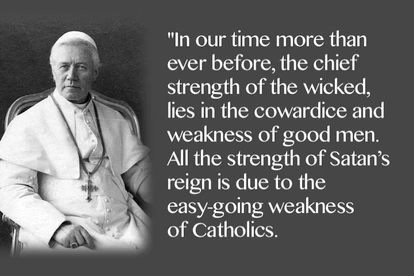 "In our time more than
ever before, the chief
strength of the wicked,
lies in the cowardice and
weakness of good men.
All the strength of Satan's
reign is due to the
easy-going weakness
of Catholics.